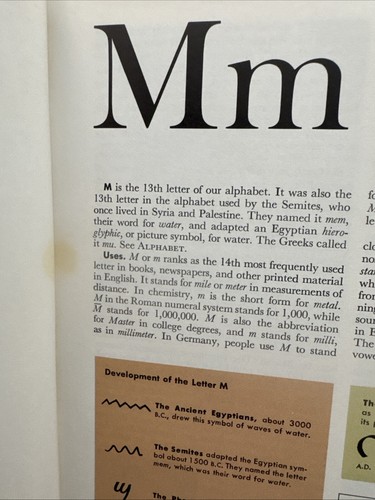 Mm
M is the 13th letter of our alphabet. It was also the
13th letter in the alphabet used by the Semites, who
once lived in Syria and Palestine. They named it mem,
their word for water, and adapted an Egyptian hiero-
glyphic, or picture symbol, for water. The Greeks called
it mu. See ALPHABET.
Uses. M or m ranks as the 14th most frequently used
letter in books, newspapers, and other printed material
in English. It stands for mile or meter in measurements of
distance. In chemistry, m is the short form for metal.
M in the Roman numeral system stands for 1,000, while
M̅ stands for 1,000,000. M is also the abbreviation
for Master in college degrees, and m stands for milli,
as in millimeter. In Germany, people use M to stand
Development of the Letter M
The Ancient Egyptians, about 3000
B.C., drew this symbol of waves of water.
The Semites adopted the Egyptian sym-
bol about 1500 B.C. They named the letter
mem, which was their word for water.
The
as
its
A.D.